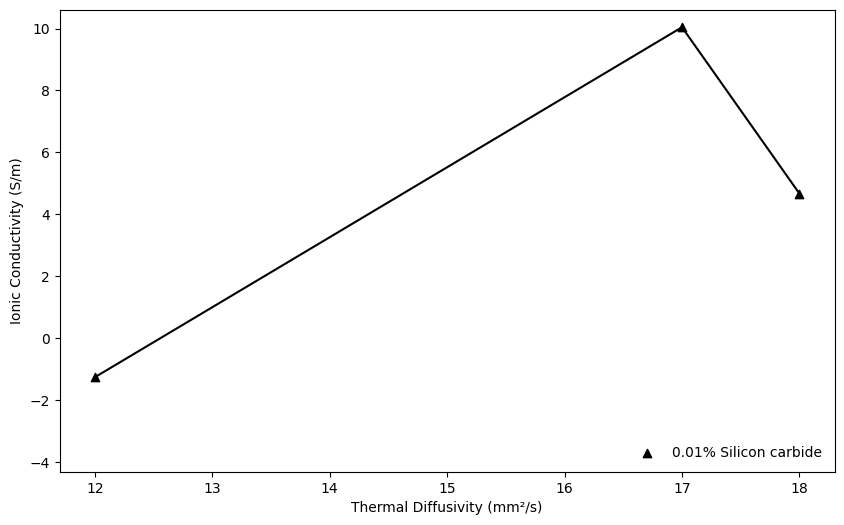 10
8
6
4
2
0
−2
−4
Ionic Conductivity (S/m)
0.01% Silicon carbide
12 13 14 15 16 17 18
Thermal Diffusivity (mm²/s)